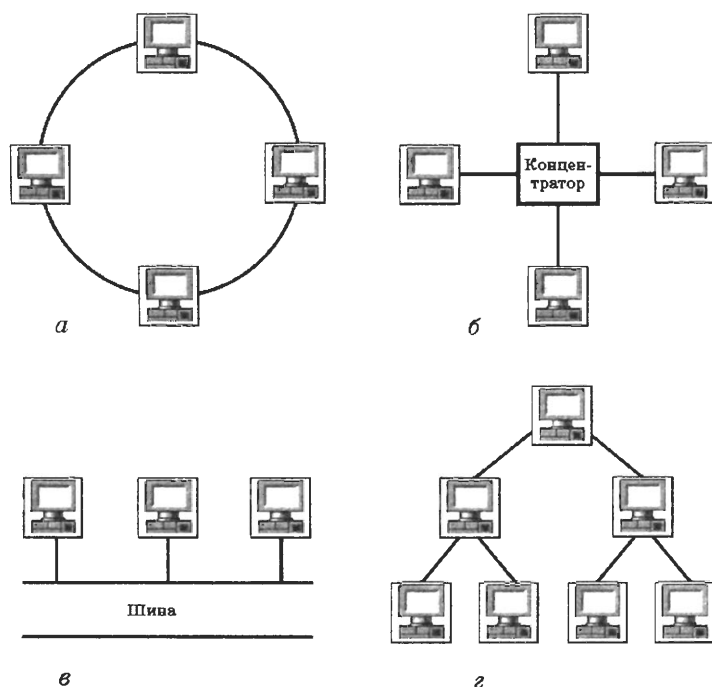 Концен-
тратор
а
б
Шина
в
г